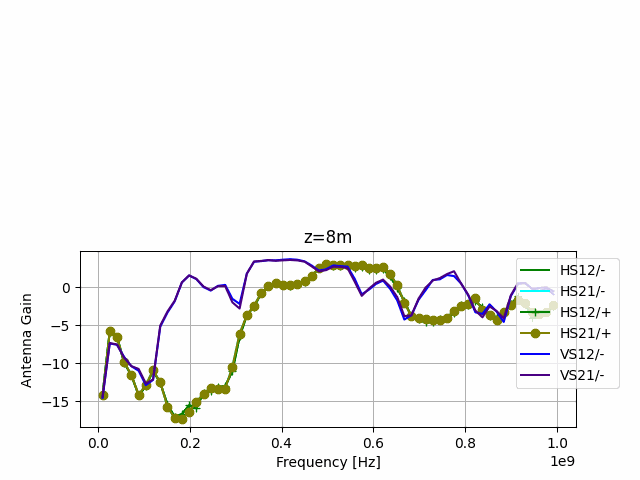 z=8m
Antenna Gain
0
−5
−10
−15
0.0 0.2 0.4 0.6 0.8 1.0
1e9
Frequency [Hz]
HS12/-
HS21/-
HS12/+
HS21/+
VS12/-
VS21/-